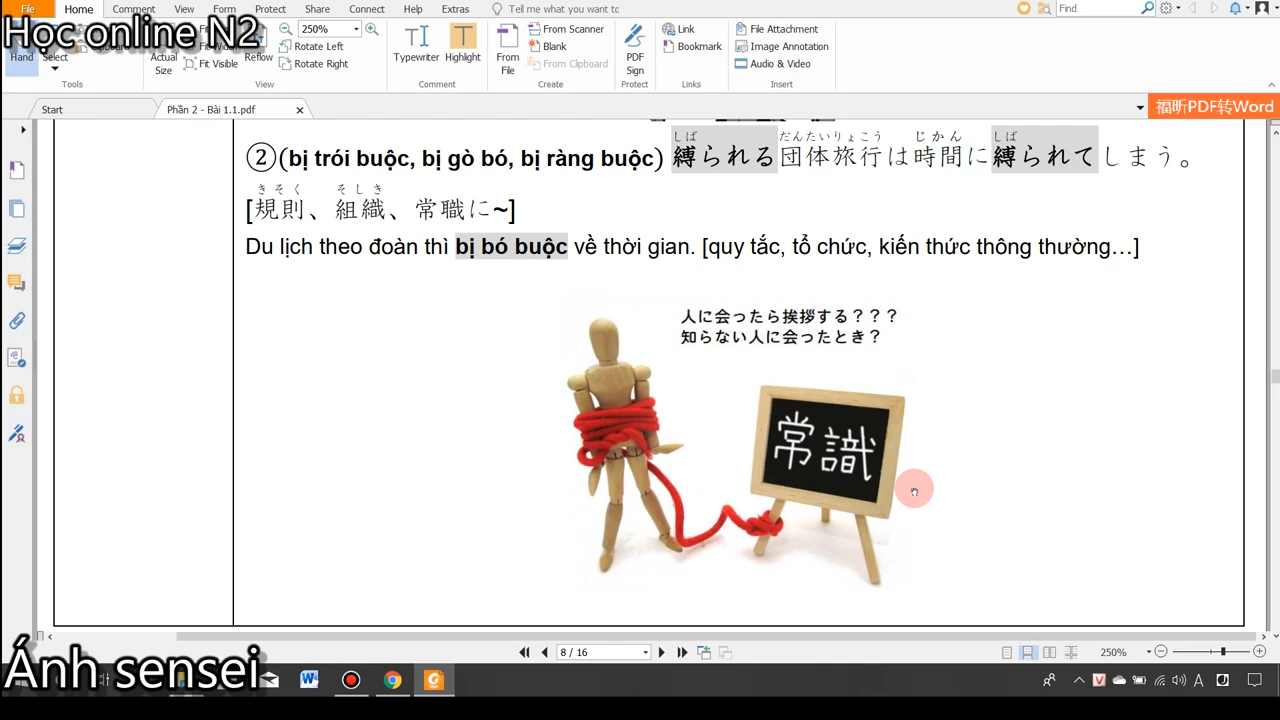 File Home Comment View Form Protect Share Connect Help Extras Tell me what you want to Find
Học online N2
Hand Select
Clipboard
Actual Size
Fit Visible
Reflow
250%
Rotate Left
Rotate Right
Typewriter Highlight
From File
From Scanner
Blank
From Clipboard
PDF Sign
Link
Bookmark
File Attachment
Image Annotation
Audio & Video
Tools View Comment Create Protect Links Insert
Start Phần 2 - Bài 1.1.pdf 福昕PDF转Word
しば だんたいりょこう じかん しば
②(bị trói buộc, bị gò bó, bị ràng buộc) 縛られる団体旅行は時間に縛られてしまう。
きそく そしき
[規則、組織、常職に~]
Du lịch theo đoàn thì bị bó buộc về thời gian. [quy tắc, tổ chức, kiến thức thông thường…]
人に会ったら挨拶する？？？
知らない人に会ったとき？
常識
8 / 16 250%
Ánh sensei